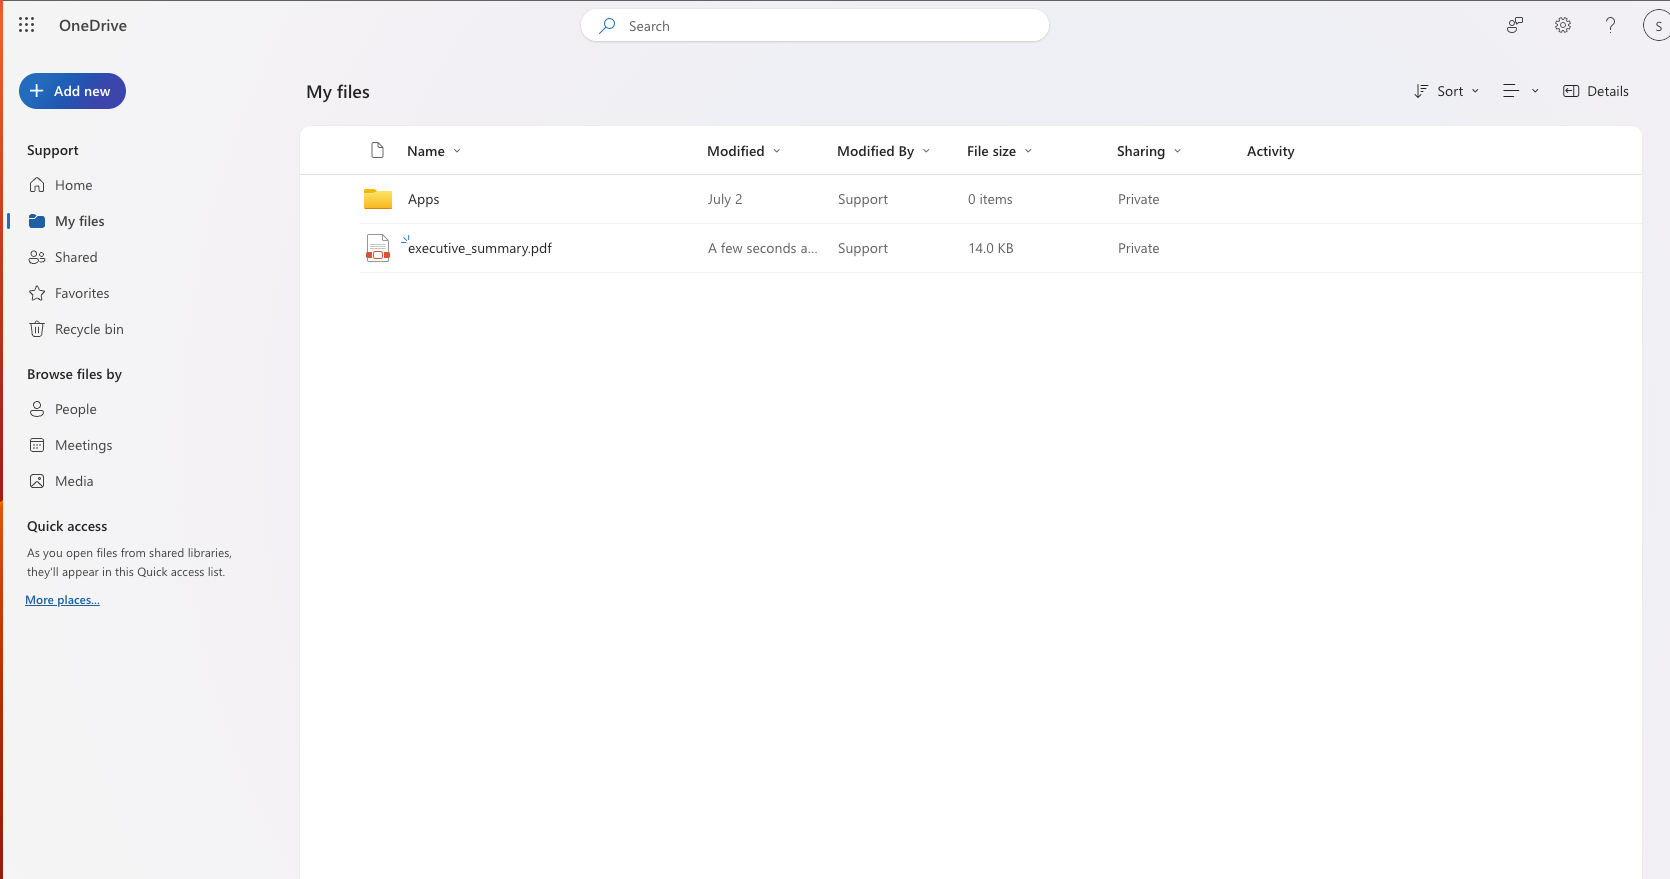 OneDrive
Search
S
Add new
My files
Sort
Details
Support
Home
My files
Shared
Favorites
Recycle bin
Browse files by
People
Meetings
Media
Quick access
As you open files from shared libraries,
they'll appear in this Quick access list.
More places...
Name Modified Modified By File size Sharing Activity
Apps July 2 Support 0 items Private
executive_summary.pdf A few seconds a... Support 14.0 KB Private